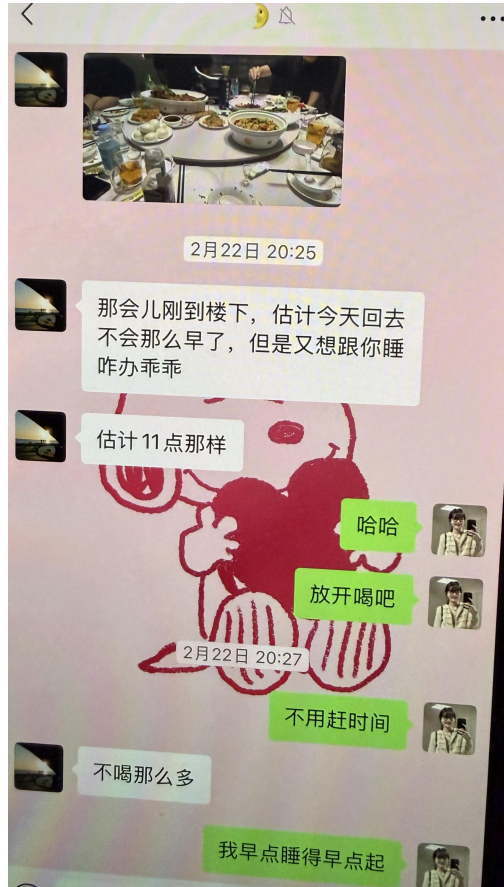 2月22日 20:25
那会儿刚到楼下，估计今天回去
不会那么早了，但是又想跟你睡
咋办乖乖
估计11点那样
哈哈
放开喝吧
2月22日 20:27
不用赶时间
不喝那么多
我早点睡得早点起